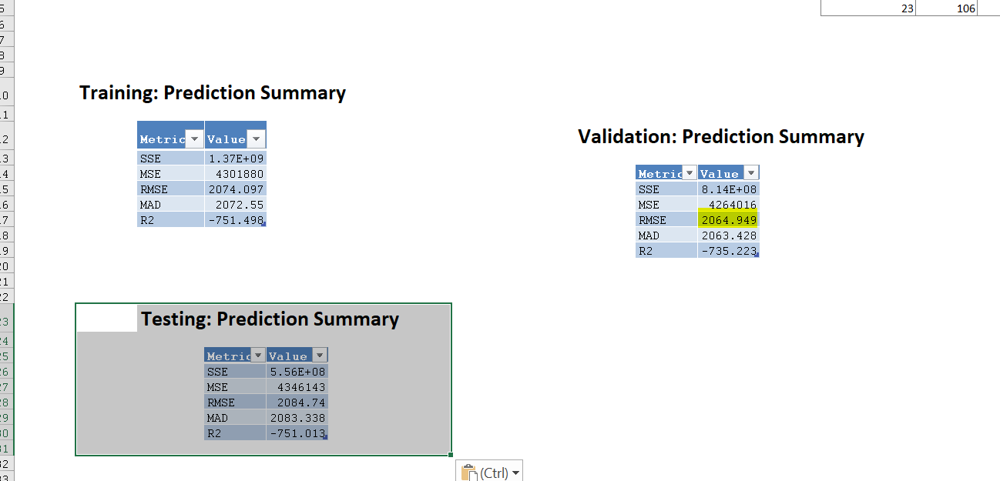 23 106
Training: Prediction Summary
Metric Value
SSE 1.37E+09
MSE 4301880
RMSE 2074.097
MAD 2072.55
R2 -751.498
Validation: Prediction Summary
Metric Value
SSE 8.14E+08
MSE 4264016
RMSE 2064.949
MAD 2063.428
R2 -735.223
Testing: Prediction Summary
Metric Value
SSE 5.56E+08
MSE 4346143
RMSE 2084.74
MAD 2083.338
R2 -751.013
(Ctrl)